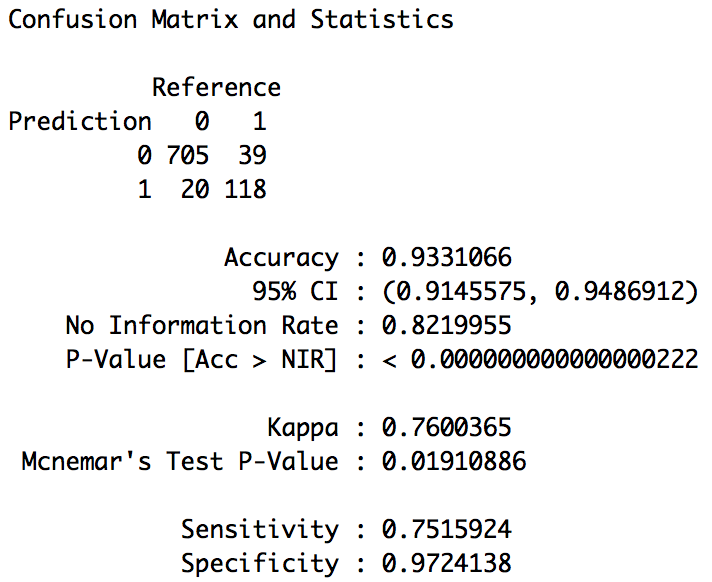 Confusion Matrix and Statistics
Reference
Prediction 0 1
0 705 39
1 20 118
Accuracy : 0.9331066
95% CI : (0.9145575, 0.9486912)
No Information Rate : 0.8219955
P-Value [Acc > NIR] : < 0.000000000000000222
Kappa : 0.7600365
Mcnemar's Test P-Value : 0.01910886
Sensitivity : 0.7515924
Specificity : 0.9724138